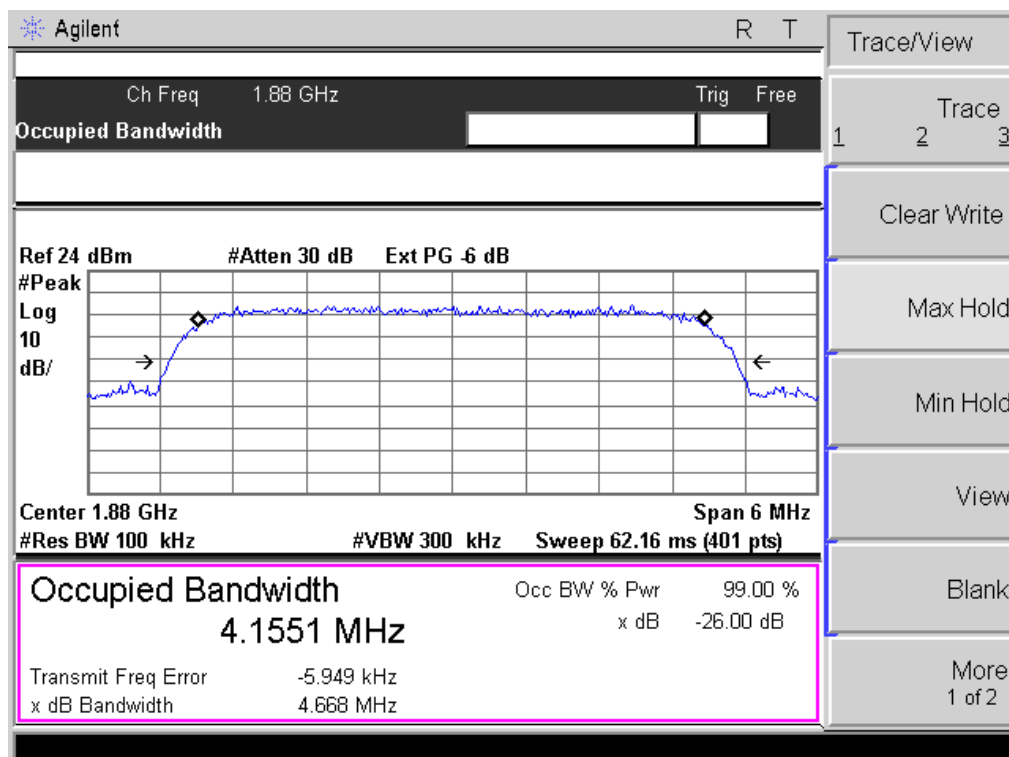 Agilent R T
Ch Freq 1.88 GHz Trig Free
Occupied Bandwidth
Ref 24 dBm #Atten 30 dB Ext PG -6 dB
#Peak
Log
10
dB/
Center 1.88 GHz Span 6 MHz
#Res BW 100 kHz #VBW 300 kHz Sweep 62.16 ms (401 pts)
Occupied Bandwidth Occ BW % Pwr 99.00 %
4.1551 MHz x dB -26.00 dB
Transmit Freq Error -5.949 kHz
x dB Bandwidth 4.668 MHz
Trace/View
Trace
1 2 3
Clear Write
Max Hold
Min Hold
View
Blank
More
1 of 2